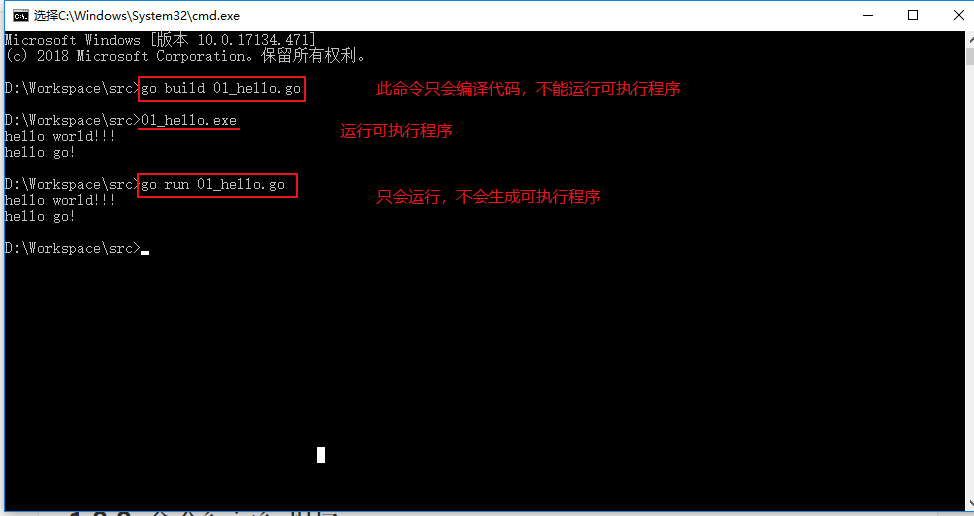 选择C:\Windows\System32\cmd.exe
Microsoft Windows [版本 10.0.17134.471]
(c) 2018 Microsoft Corporation。保留所有权利。
D:\Workspace\src>go build 01_hello.go 此命令只会编译代码，不能运行可执行程序
D:\Workspace\src>01_hello.exe 运行可执行程序
hello world!!!
hello go!
D:\Workspace\src>go run 01_hello.go 只会运行，不会生成可执行程序
hello world!!!
hello go!
D:\Workspace\src>